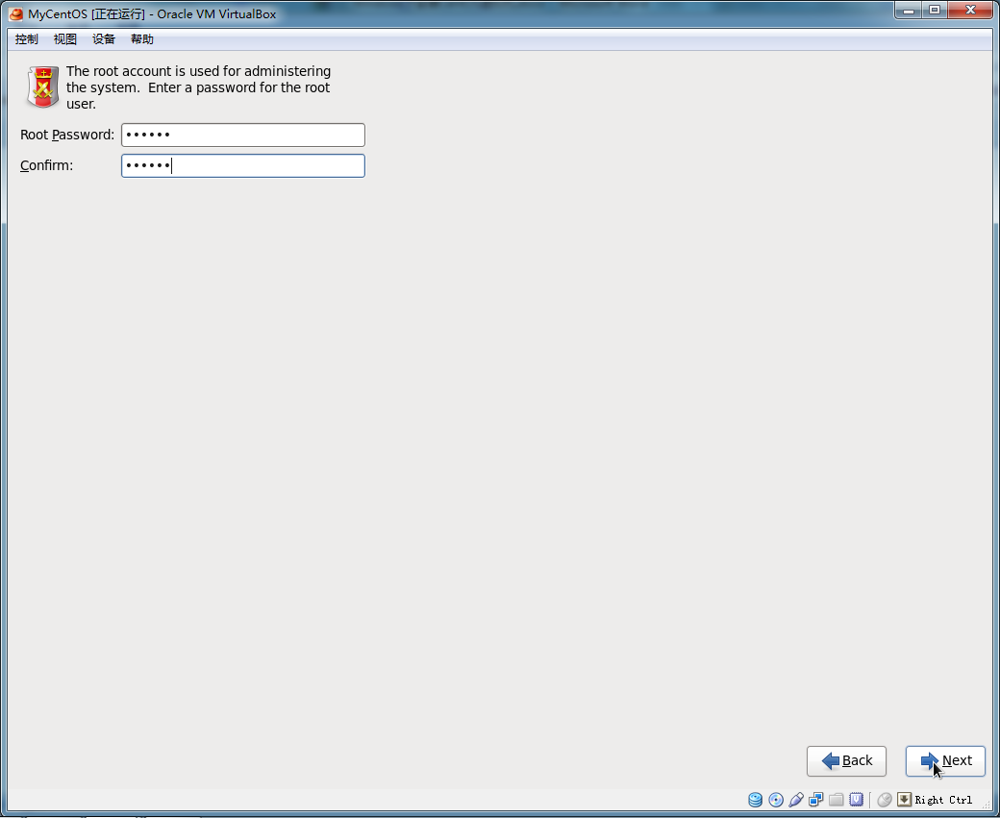 MyCentOS [正在运行] - Oracle VM VirtualBox
控制 视图 设备 帮助
The root account is used for administering
the system.  Enter a password for the root
user.
Root Password: ••••••
Confirm: ••••••
Back Next
Right Ctrl